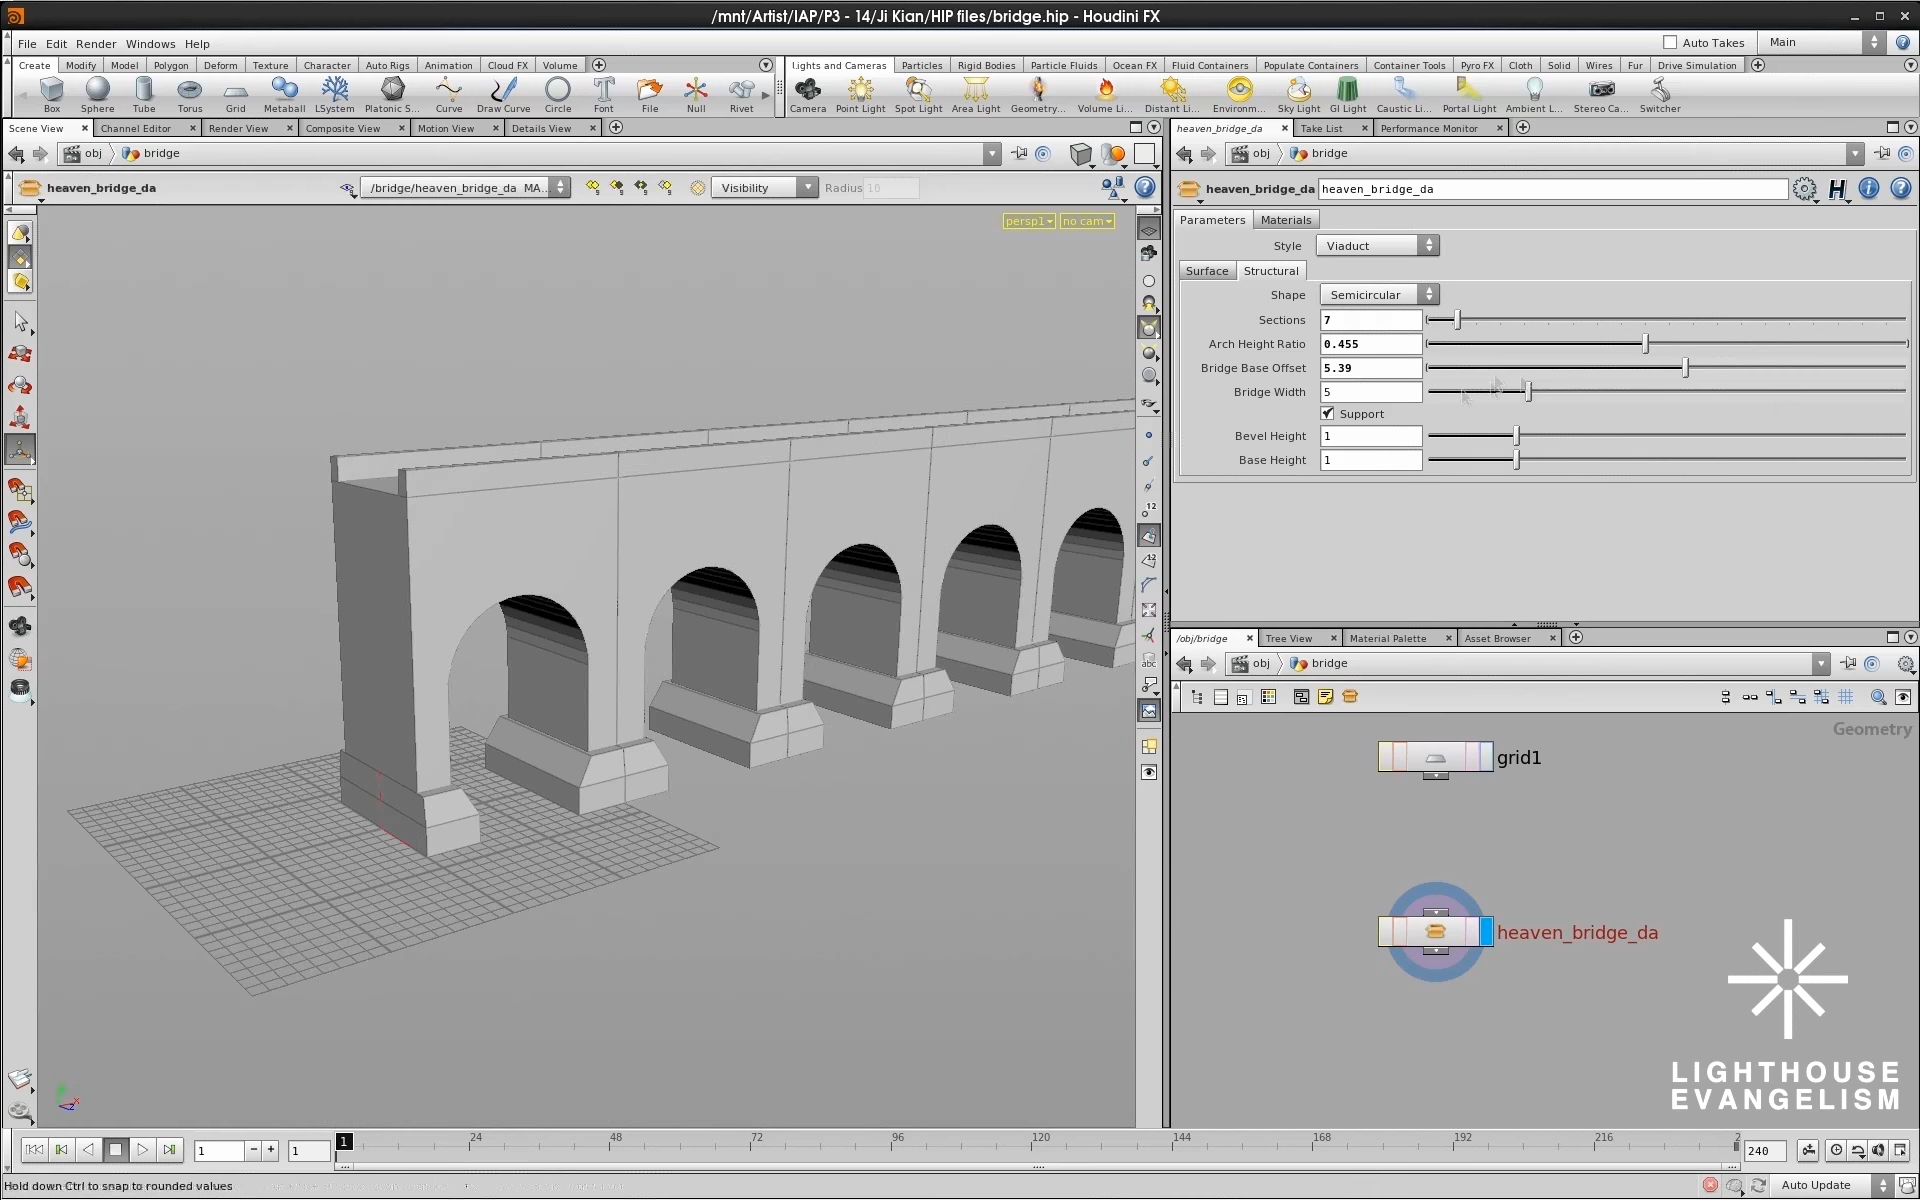 /mnt/Artist/IAP/P3 - 14/Ji Kian/HIP files/bridge.hip - Houdini FX
File Edit Render Windows Help
Auto Takes Main
Create Modify Model Polygon Deform Texture Character Auto Rigs Animation Cloud FX Volume
Lights and Cameras Particles Rigid Bodies Particle Fluids Ocean FX Fluid Containers Populate Containers Container Tools Pyro FX Cloth Solid Wires Fur Drive Simulation
Box Sphere Tube Torus Grid Metaball LSystem Platonic S... Curve Draw Curve Circle Font File Null Rivet
Camera Point Light Spot Light Area Light Geometry... Volume Li... Distant Li... Environm... Sky Light GI Light Caustic Li... Portal Light Ambient L... Stereo Ca... Switcher
Scene View Channel Editor Render View Composite View Motion View Details View
heaven_bridge_da Take List Performance Monitor
obj bridge
obj bridge
heaven_bridge_da /bridge/heaven_bridge_da MA... Visibility Radius 10
heaven_bridge_da heaven_bridge_da
persp1 no cam
Parameters Materials
Style Viaduct
Surface Structural
Shape Semicircular
Sections 7
Arch Height Ratio 0.455
Bridge Base Offset 5.39
Bridge Width 5
Support
Bevel Height 1
Base Height 1
12
12
abc
/obj/bridge Tree View Material Palette Asset Browser
obj bridge
Geometry
grid1
heaven_bridge_da
LIGHTHOUSE
EVANGELISM
z x
1 - + 1 1 24 48 72 96 120 144 168 192 216 2 240
Hold down Ctrl to snap to rounded values
Auto Update